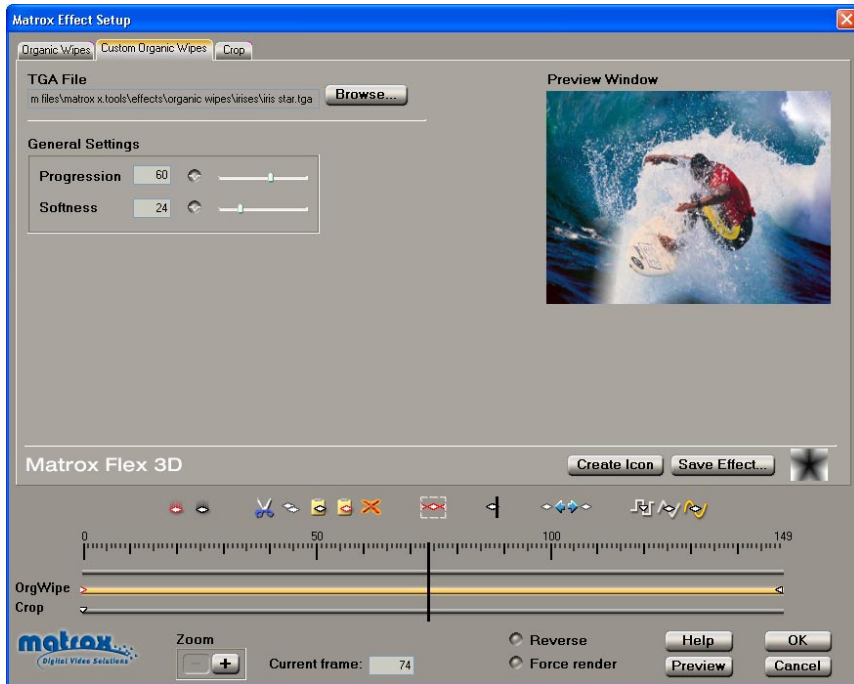 Matrox Effect Setup
Organic Wipes Custom Organic Wipes Crop
TGA File
m files\matrox x.tools\effects\organic wipes\irises\iris star.tga Browse...
Preview Window
General Settings
Progression 60
Softness 24
Matrox Flex 3D Create Icon Save Effect...
0 50 100 149
OrgWipe
Crop
matrox
Digital Video Solutions
Zoom
Current frame: 74
Reverse
Force render
Help OK
Preview Cancel